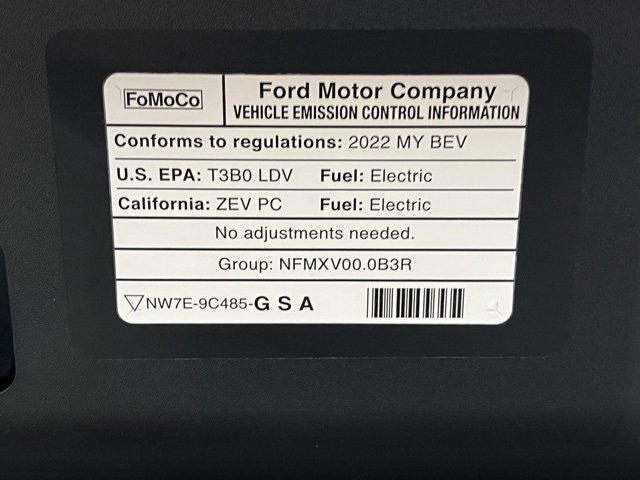 FoMoCo
Ford Motor Company
VEHICLE EMISSION CONTROL INFORMATION
Conforms to regulations: 2022 MY BEV
U.S. EPA: T3B0 LDV Fuel: Electric
California: ZEV PC Fuel: Electric
No adjustments needed.
Group: NFMXV00.0B3R
NW7E-9C485-G S A